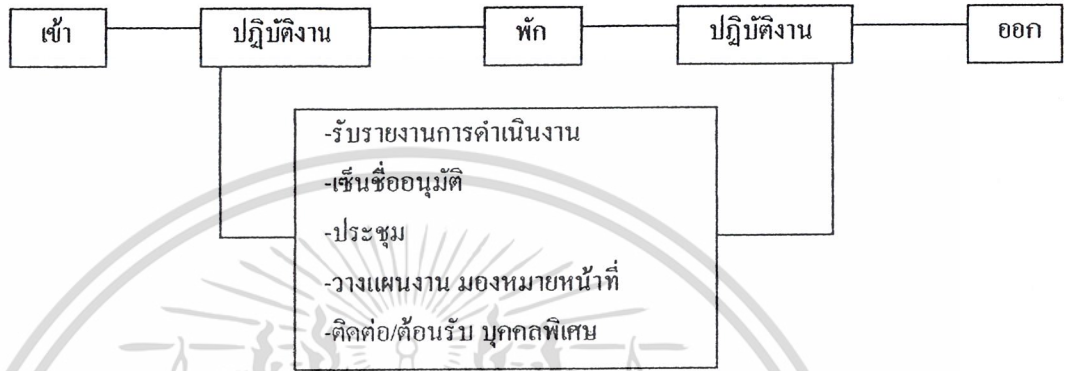 เข้า ปฏิบัติงาน พัก ปฏิบัติงาน ออก
-รับรายงานการดำเนินงาน
-เซ็นชื่ออนุมัติ
-ประชุม
-วางแผนงาน มองหมายหน้าที่
-ติดต่อ/ต้อนรับ บุคคลพิเศษ